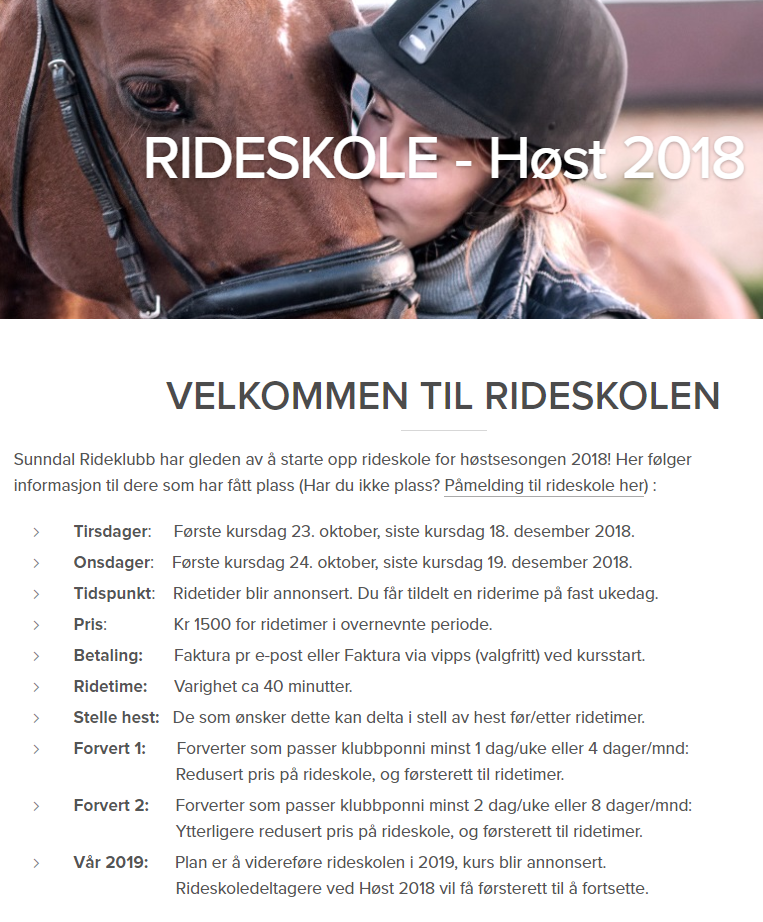 RIDESKOLE - Høst 2018
VELKOMMEN TIL RIDESKOLEN
Sunndal Rideklubb har gleden av å starte opp rideskole for høstsesongen 2018! Her følger
informasjon til dere som har fått plass (Har du ikke plass? Påmelding til rideskole her) :
Tirsdager: Første kursdag 23. oktober, siste kursdag 18. desember 2018.
Onsdager: Første kursdag 24. oktober, siste kursdag 19. desember 2018.
Tidspunkt: Ridetider blir annonsert. Du får tildelt en riderime på fast ukedag.
Pris: Kr 1500 for ridetimer i overnevnte periode.
Betaling: Faktura pr e-post eller Faktura via vipps (valgfritt) ved kursstart.
Ridetime: Varighet ca 40 minutter.
Stelle hest: De som ønsker dette kan delta i stell av hest før/etter ridetimer.
Forvert 1: Forverter som passer klubbponni minst 1 dag/uke eller 4 dager/mnd:
Redusert pris på rideskole, og førsterett til ridetimer.
Forvert 2: Forverter som passer klubbponni minst 2 dag/uke eller 8 dager/mnd:
Ytterligere redusert pris på rideskole, og førsterett til ridetimer.
Vår 2019: Plan er å videreføre rideskolen i 2019, kurs blir annonsert.
Rideskoledeltagere ved Høst 2018 vil få førsterett til å fortsette.